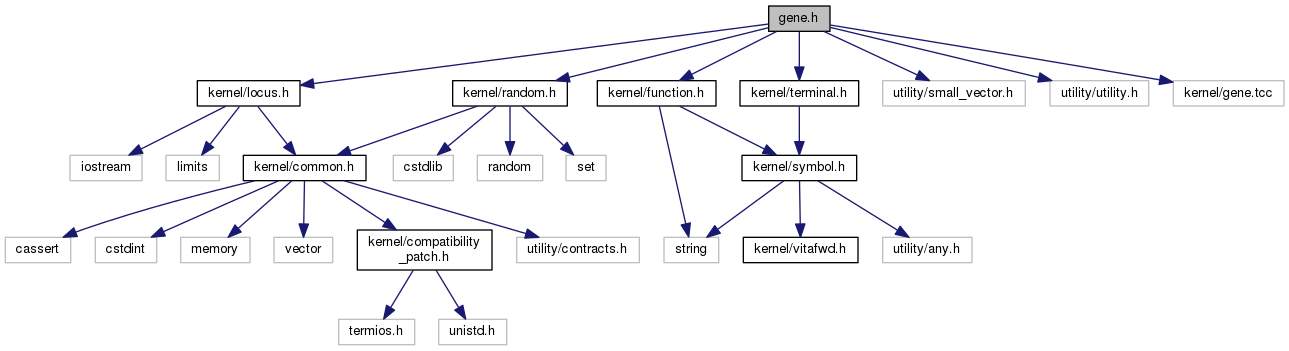 gene.h
kernel/locus.h
kernel/random.h
kernel/function.h
kernel/terminal.h
utility/small_vector.h
utility/utility.h
kernel/gene.tcc
iostream
limits
kernel/common.h
cstdlib
random
set
kernel/symbol.h
cassert
cstdint
memory
vector
kernel/compatibility
_patch.h
utility/contracts.h
string
kernel/vitafwd.h
utility/any.h
termios.h
unistd.h